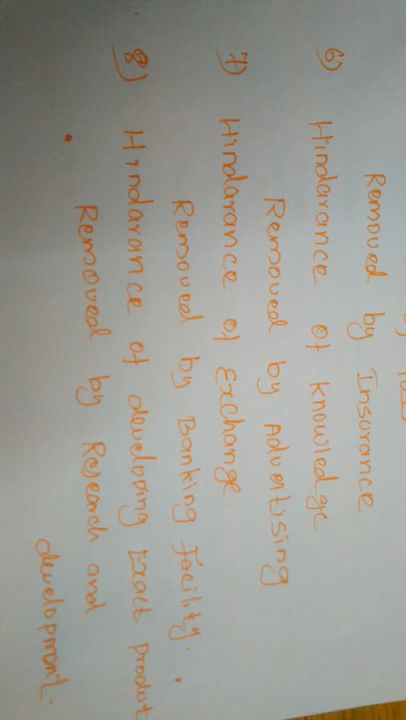 Removed by Insurance
6) Hindarance of knowledge
Removed by Advertising
7) Hindarance of Exchange
Removed by Banking facility.
8) Hindarance of developing Exact product
Removed by Research and
development.